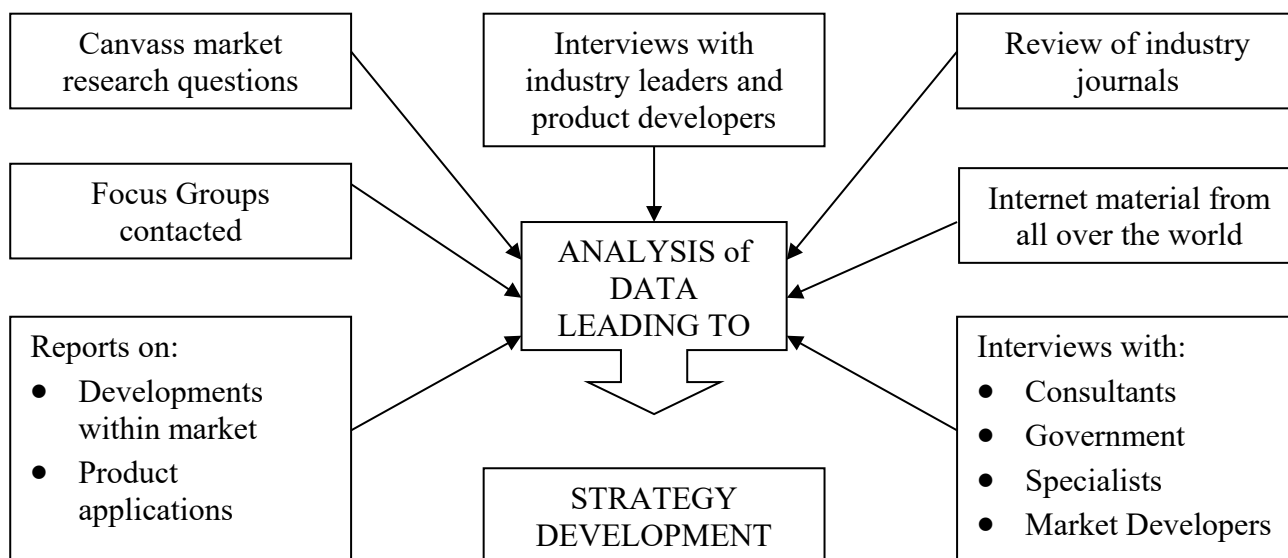 Canvass market
research questions
Interviews with
industry leaders and
product developers
Review of industry
journals
Focus Groups
contacted
ANALYSIS of
DATA
LEADING TO
Internet material from
all over the world
Reports on:
● Developments
within market
● Product
applications
STRATEGY
DEVELOPMENT
Interviews with:
● Consultants
● Government
● Specialists
● Market Developers